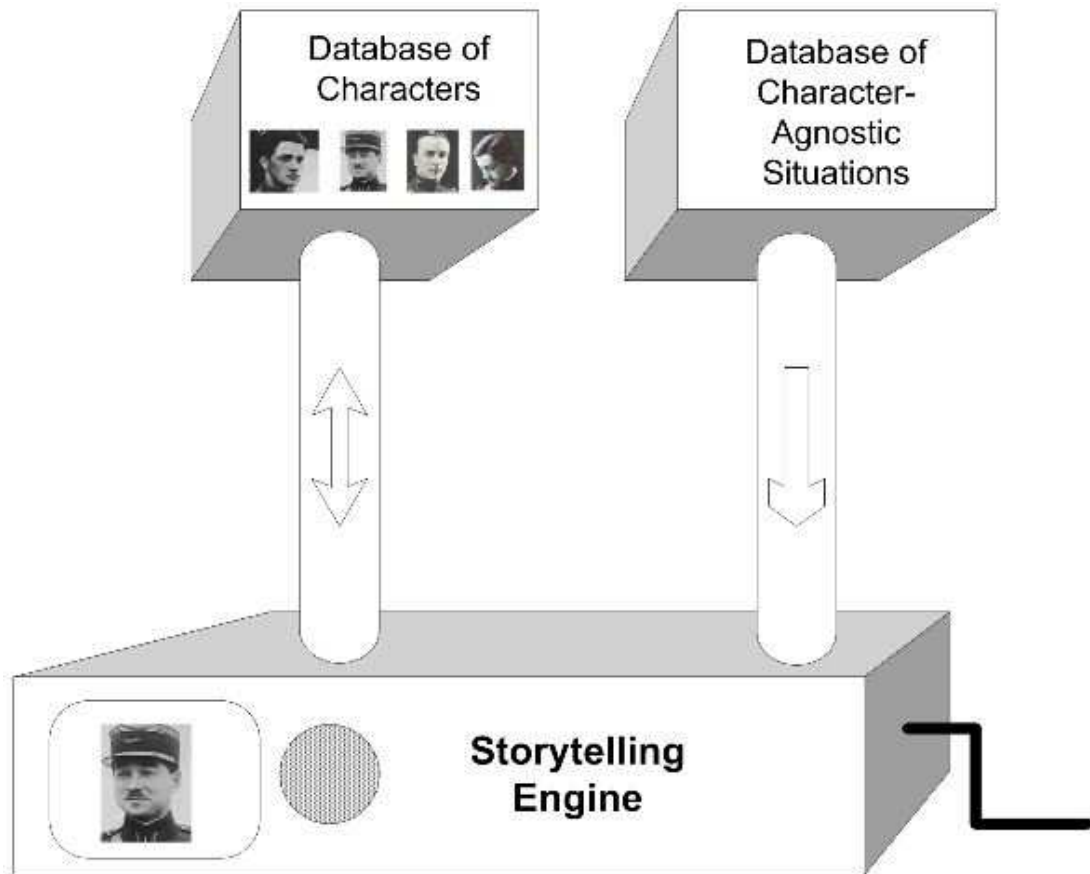 Database of
Characters
Database of
Character-
Agnostic
Situations
Storytelling
Engine